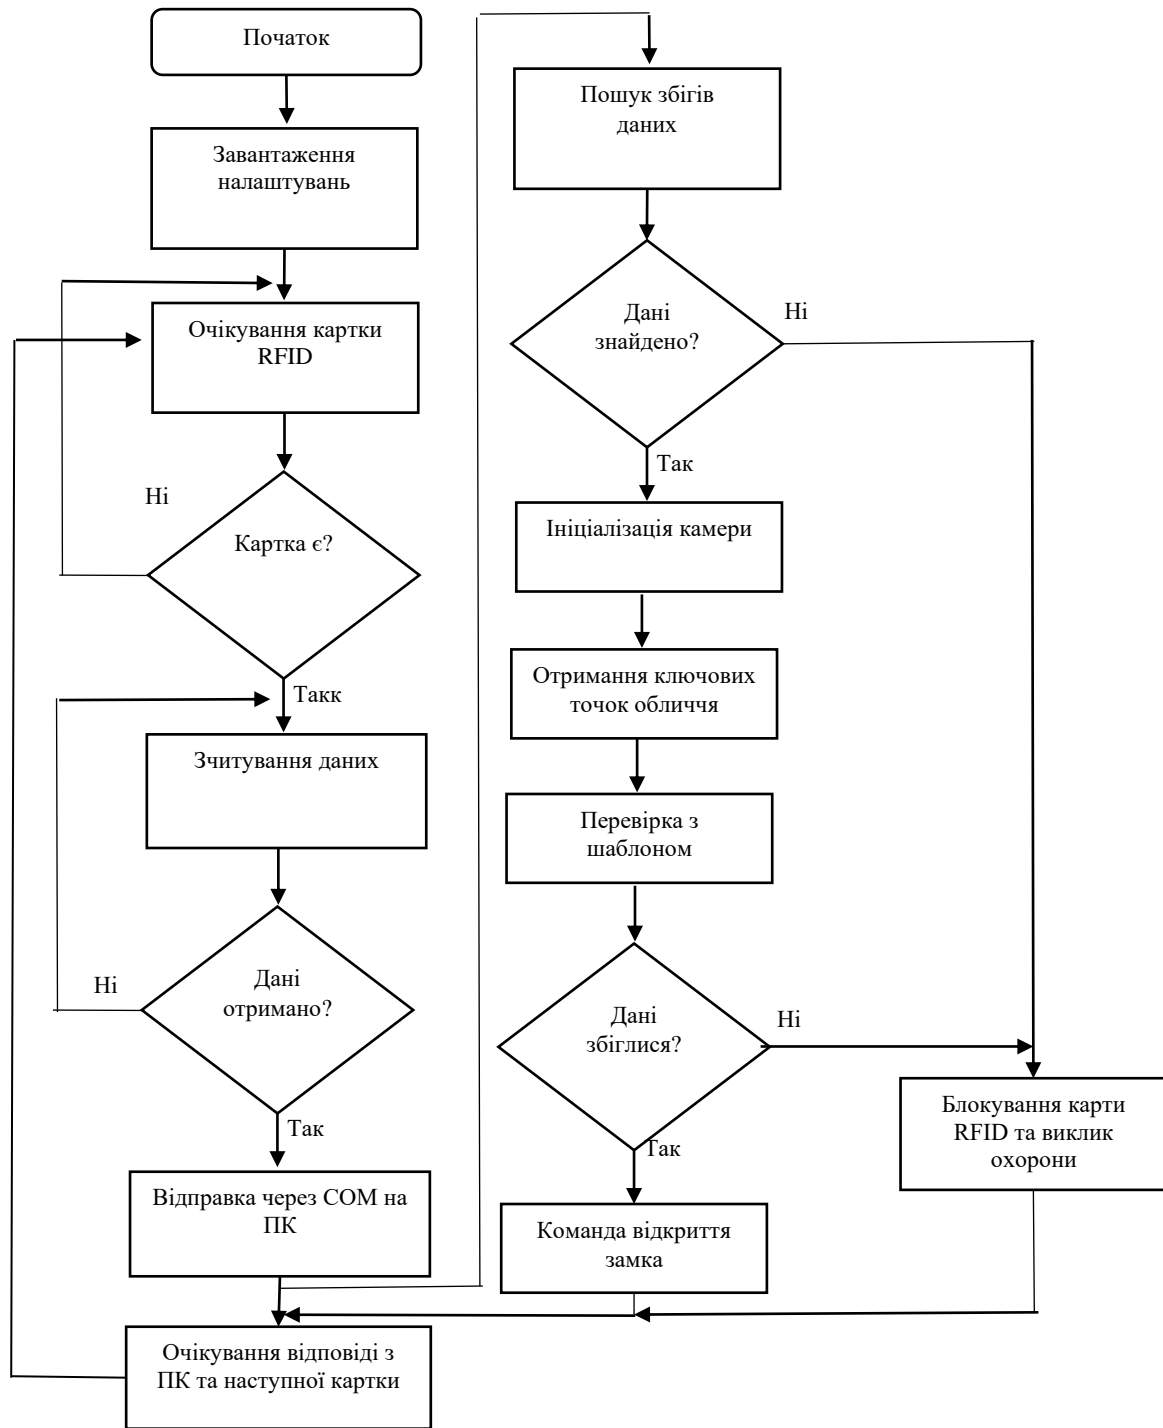 Початок
Завантаження
налаштувань
Очікування картки
RFID
Ні
Картка є?
Такк
Зчитування даних
Ні
Дані
отримано?
Так
Відправка через COM на
ПК
Очікування відповіді з
ПК та наступної картки
Пошук збігів
даних
Дані
знайдено?
Ні
Так
Ініціалізація камери
Отримання ключових
точок обличчя
Перевірка з
шаблоном
Дані
збіглися?
Ні
Так
Команда відкриття
замка
Блокування карти
RFID та виклик
охорони